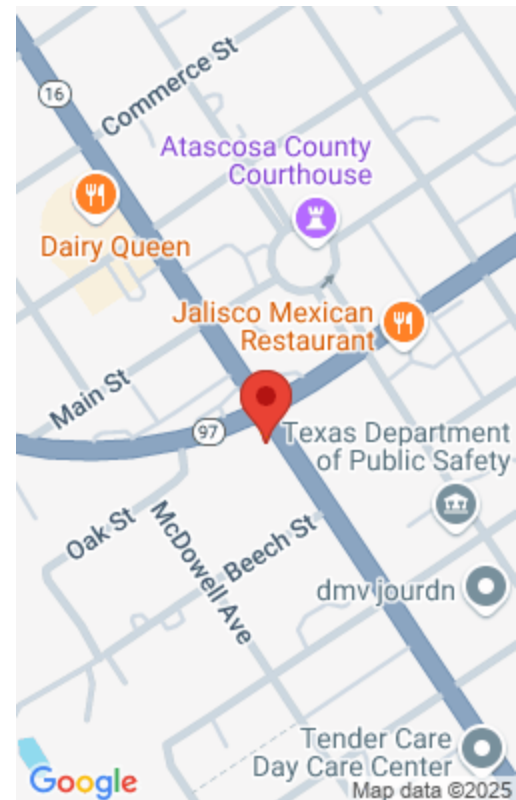 16
Commerce St
Atascosa County
Courthouse
Dairy Queen
Jalisco Mexican
Restaurant
Main St
97
Texas Department
of Public Safety
Oak St
McDowell Ave
Beech St
dmv jourdn
Tender Care
Day Care Center
Google
Map data ©2025